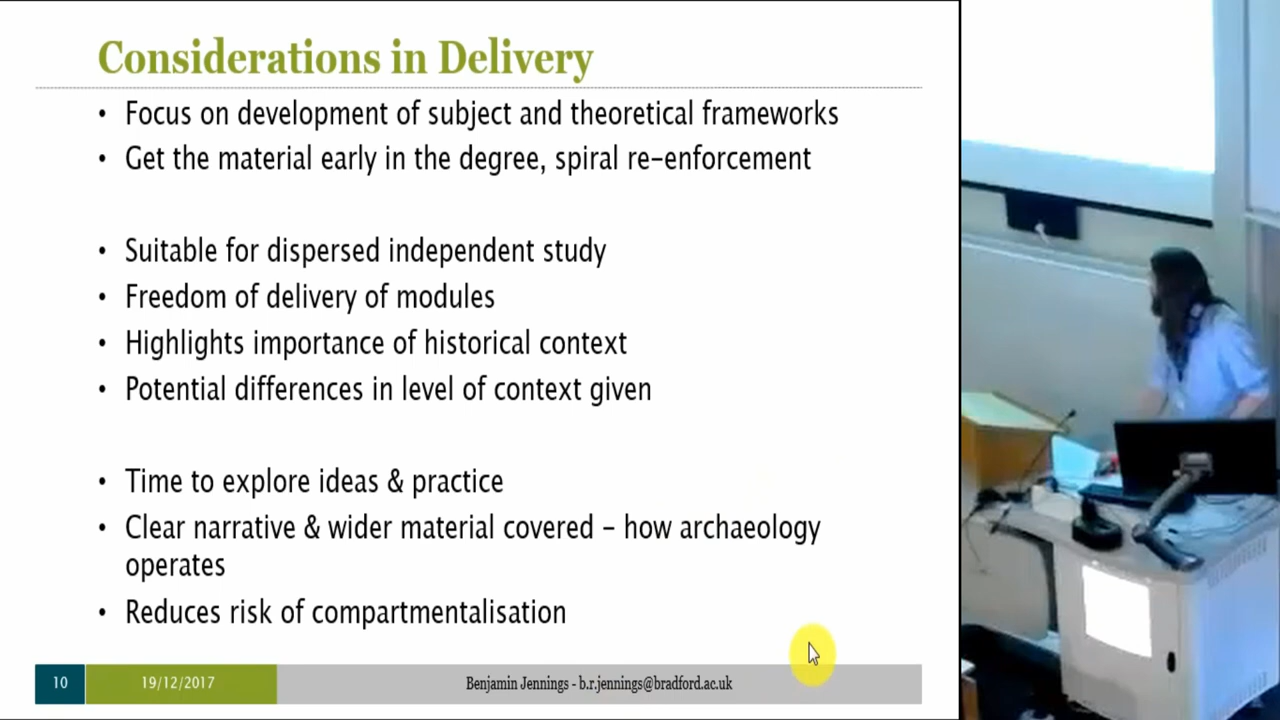 Considerations in Delivery
• Focus on development of subject and theoretical frameworks
• Get the material early in the degree, spiral re-enforcement
• Suitable for dispersed independent study
• Freedom of delivery of modules
• Highlights importance of historical context
• Potential differences in level of context given
• Time to explore ideas & practice
• Clear narrative & wider material covered – how archaeology
operates
• Reduces risk of compartmentalisation
10 19/12/2017 Benjamin Jennings - b.r.jennings@bradford.ac.uk